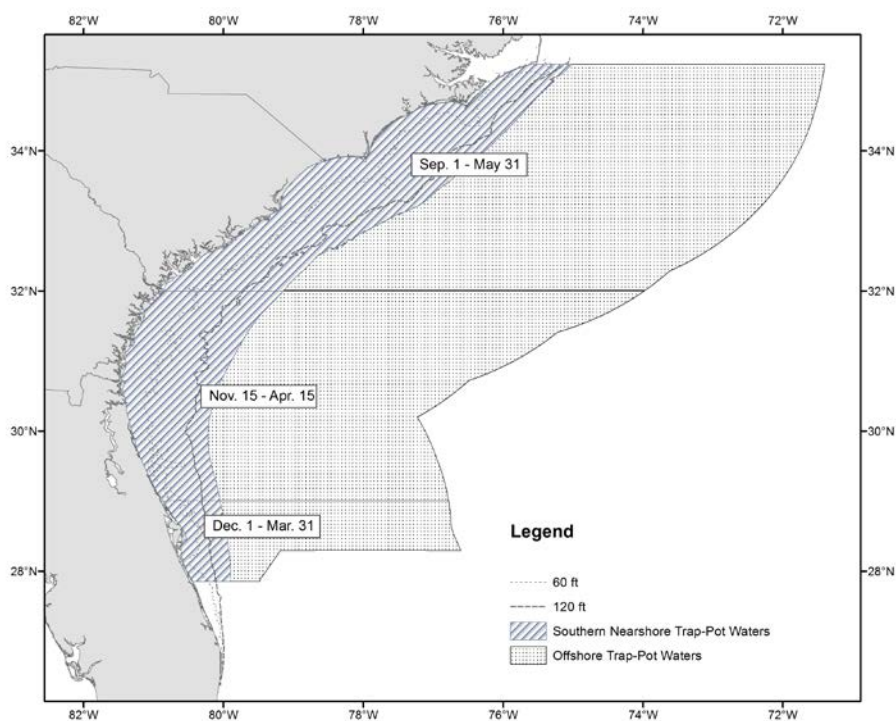 82°W 80°W 78°W 76°W 74°W 72°W
34°N 34°N
Sep. 1 - May 31
32°N 32°N
Nov. 15 - Apr. 15
30°N 30°N
Dec. 1 - Mar. 31
28°N 28°N
Legend
60 ft
120 ft
Southern Nearshore Trap-Pot Waters
Offshore Trap-Pot Waters
82°W 80°W 78°W 76°W 74°W 72°W